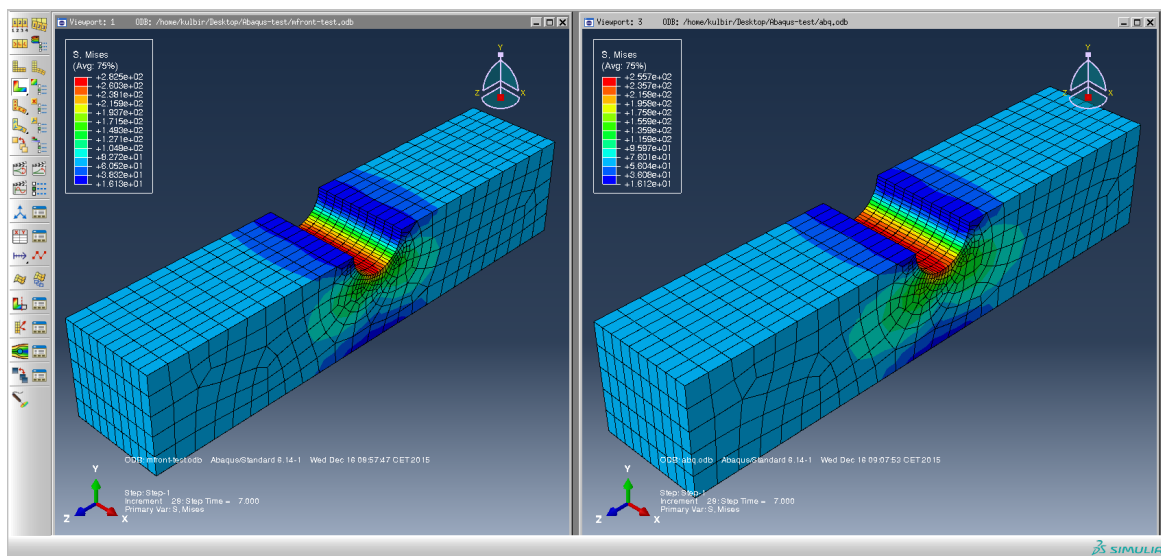 Viewport: 1 ODB: /home/kulbir/Desktop/Abaqus-test/mfront-test.odb
S, Mises
(Avg: 75%)
+2.825e+02
+2.603e+02
+2.381e+02
+2.159e+02
+1.937e+02
+1.715e+02
+1.493e+02
+1.271e+02
+1.049e+02
+8.272e+01
+6.052e+01
+3.832e+01
+1.613e+01
Y
Z
X
ODB: mfront-test.odb Abaqus/Standard 6.14-1 Wed Dec 16 08:57:47 CET 2015
Step: Step-1
Increment 28: Step Time = 7.000
Primary Var: S, Mises
Y
Z
X
Viewport: 3 ODB: /home/kulbir/Desktop/Abaqus-test/abq.odb
S, Mises
(Avg: 75%)
+2.557e+02
+2.357e+02
+2.158e+02
+1.958e+02
+1.758e+02
+1.559e+02
+1.359e+02
+1.159e+02
+9.597e+01
+7.601e+01
+5.604e+01
+3.608e+01
+1.612e+01
Y
Z
X
ODB: abq.odb Abaqus/Standard 6.14-1 Wed Dec 16 09:07:53 CET 2015
Step: Step-1
Increment 28: Step Time = 7.000
Primary Var: S, Mises
Y
Z
X
SIMULIA